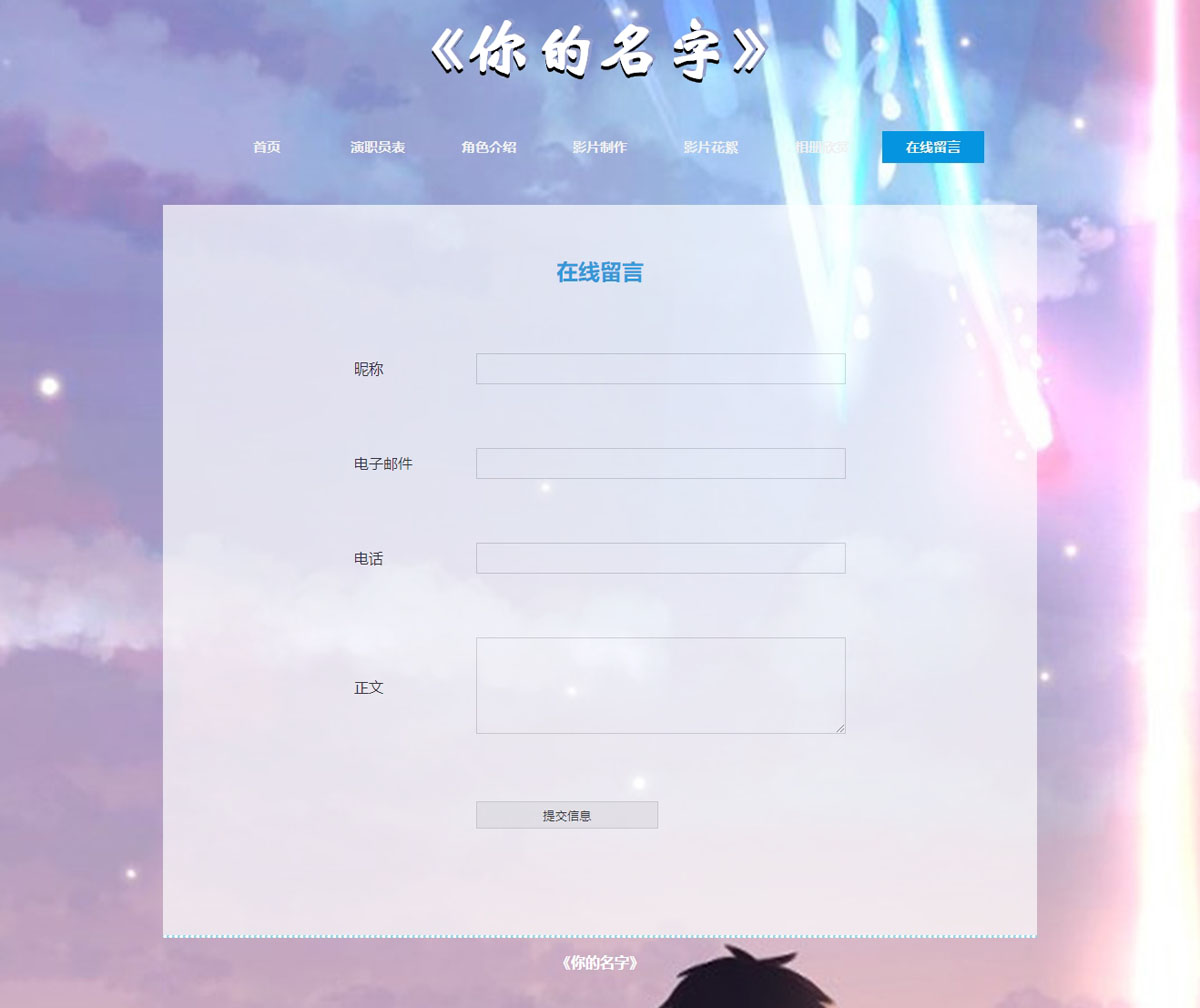 《你的名字》
首页 演职员表 角色介绍 影片制作 影片花絮 相册
在线留言
在线留言
昵称
电子邮件
电话
正文
提交信息
《你的名字》